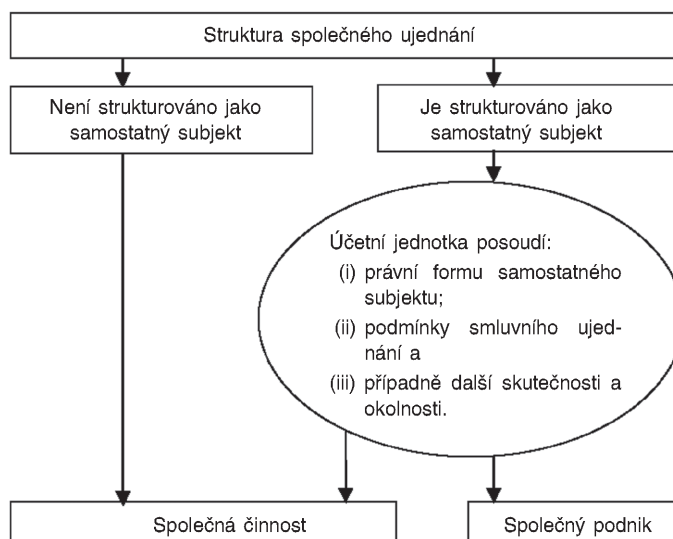 Struktura společného ujednání
Není strukturováno jako
samostatný subjekt
Je strukturováno jako
samostatný subjekt
Účetní jednotka posoudí:
(i) právní formu samostatného
subjektu;
(ii) podmínky smluvního ujed-
nání a
(iii) případně další skutečnosti a
okolnosti.
Společná činnost
Společný podnik